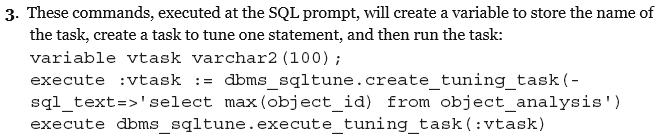 3. These commands, executed at the SQL prompt, will create a variable to store the name of
the task, create a task to tune one statement, and then run the task:
variable vtask varchar2(100);
execute :vtask := dbms_sqltune.create_tuning_task(-
sql_text=>'select max(object_id) from object_analysis')
execute dbms_sqltune.execute_tuning_task(:vtask)